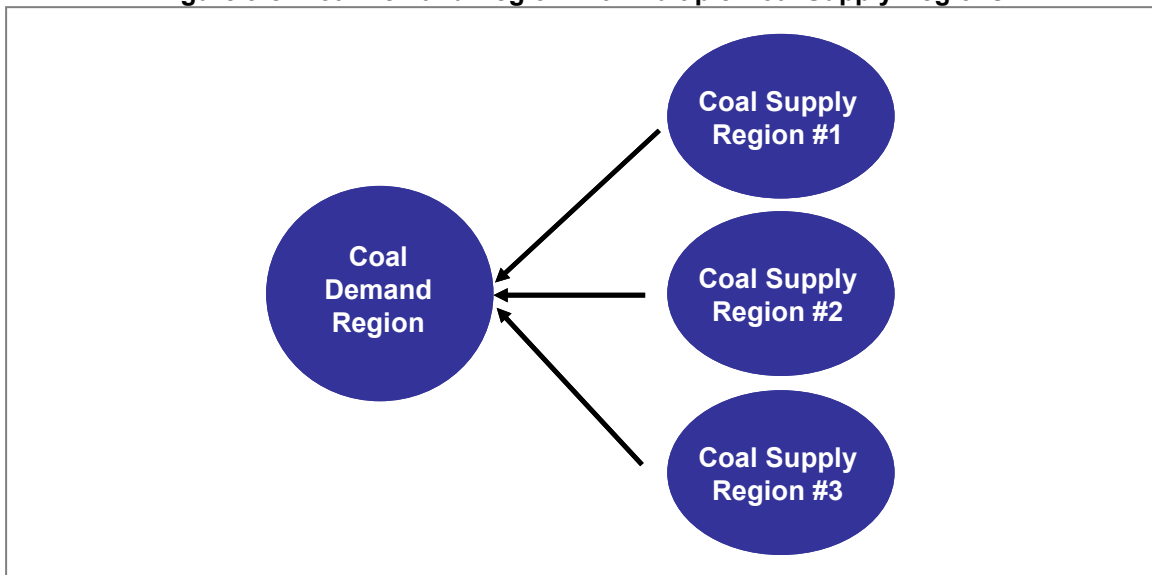 Coal Supply
Region #1
Coal
Demand
Region
Coal Supply
Region #2
Coal Supply
Region #3